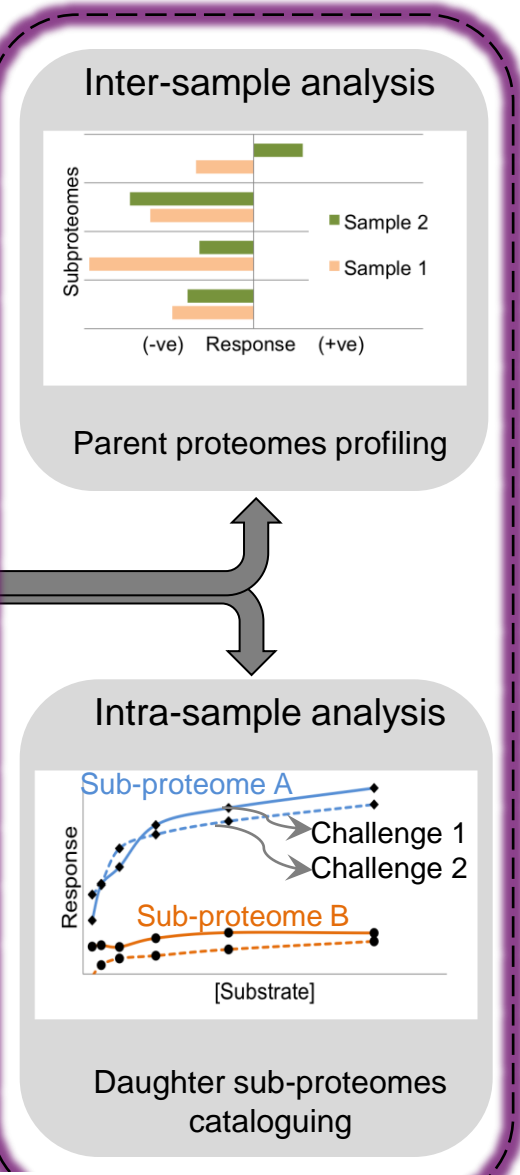 Inter-sample analysis
Subproteomes
Sample 2
Sample 1
(-ve) Response (+ve)
Parent proteomes profiling
Intra-sample analysis
Sub-proteome A
Response
Challenge 1
Challenge 2
Sub-proteome B
[Substrate]
Daughter sub-proteomes
cataloguing